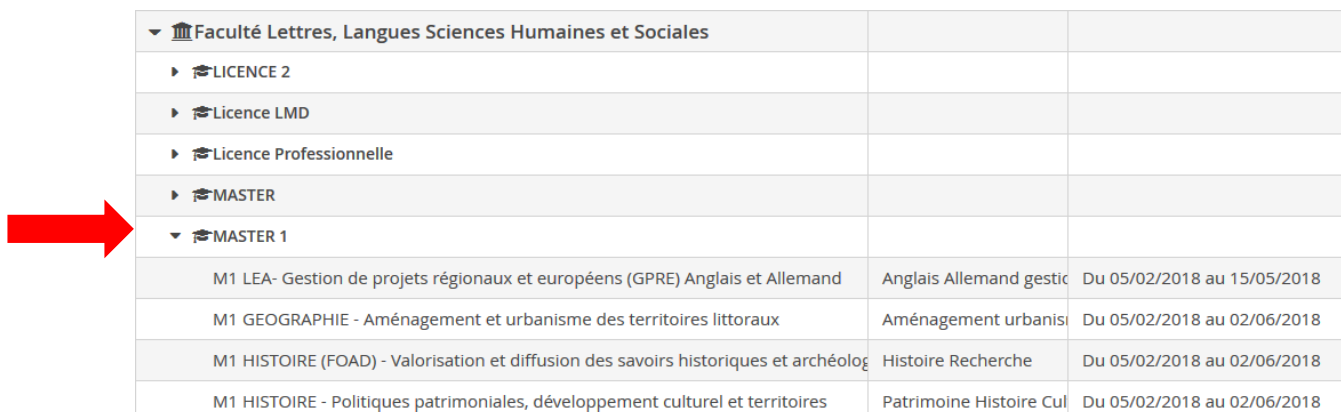 Faculté Lettres, Langues Sciences Humaines et Sociales
LICENCE 2
Licence LMD
Licence Professionnelle
MASTER
MASTER 1
M1 LEA- Gestion de projets régionaux et européens (GPRE) Anglais et Allemand Anglais Allemand gestio Du 05/02/2018 au 15/05/2018
M1 GEOGRAPHIE - Aménagement et urbanisme des territoires littoraux Aménagement urbanis Du 05/02/2018 au 02/06/2018
M1 HISTOIRE (FOAD) - Valorisation et diffusion des savoirs historiques et archéolog Histoire Recherche Du 05/02/2018 au 02/06/2018
M1 HISTOIRE - Politiques patrimoniales, développement culturel et territoires Patrimoine Histoire Cul Du 05/02/2018 au 02/06/2018